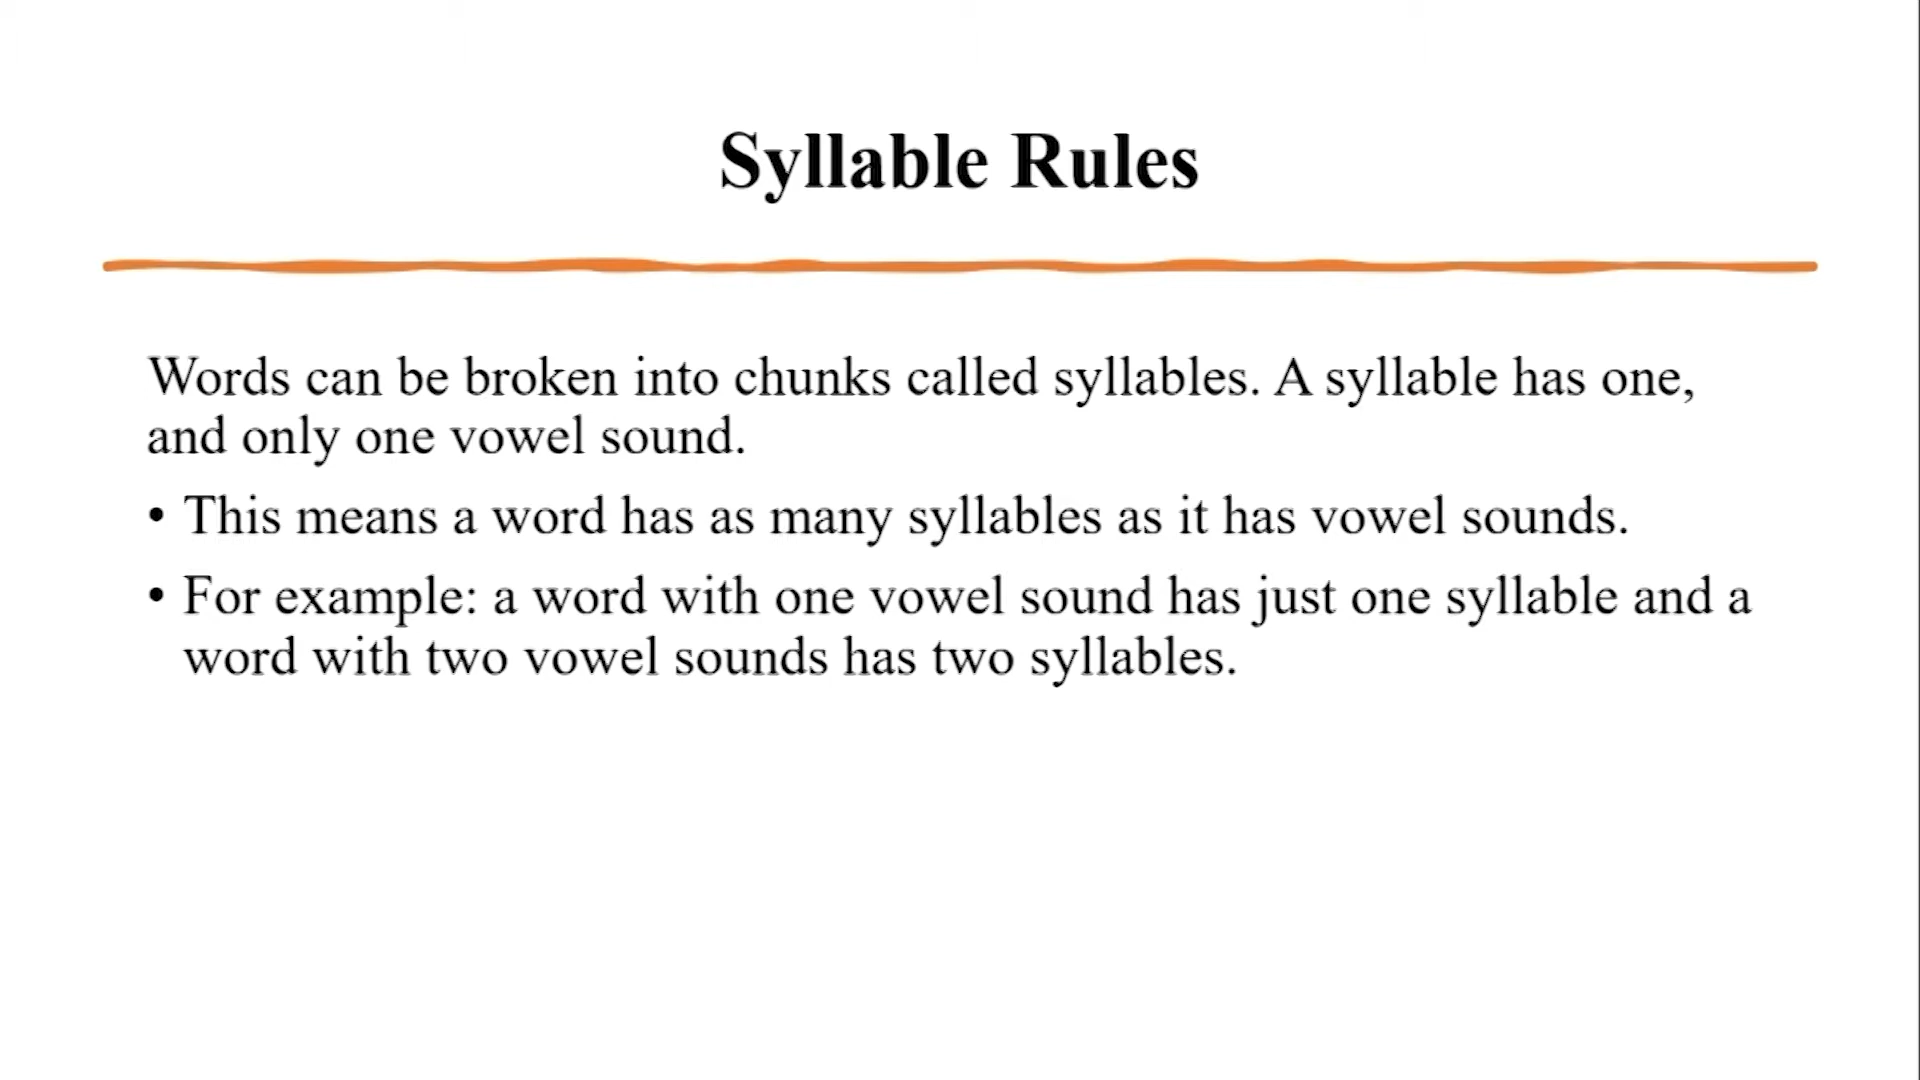 Syllable Rules
Words can be broken into chunks called syllables. A syllable has one,
and only one vowel sound.
• This means a word has as many syllables as it has vowel sounds.
• For example: a word with one vowel sound has just one syllable and a
word with two vowel sounds has two syllables.